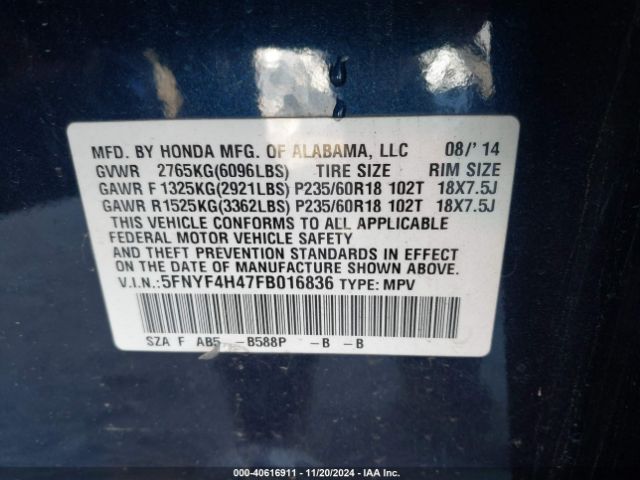 MFD. BY HONDA MFG. OF ALABAMA, LLC 08/'14
GVWR 2765KG(6096LBS) TIRE SIZE RIM SIZE
GAWR F 1325KG(2921LBS) P235/60R18 102T 18X7.5J
GAWR R1525KG(3362LBS) P235/60R18 102T 18X7.5J
THIS VEHICLE CONFORMS TO ALL APPLICABLE
FEDERAL MOTOR VEHICLE SAFETY
AND THEFT PREVENTION STANDARDS IN EFFECT
ON THE DATE OF MANUFACTURE SHOWN ABOVE.
V.I.N.:5FNYF4H47FB016836 TYPE: MPV
SZA F AB5 -B588P -B -B
000-40616911 - 11/20/2024 - IAA Inc.